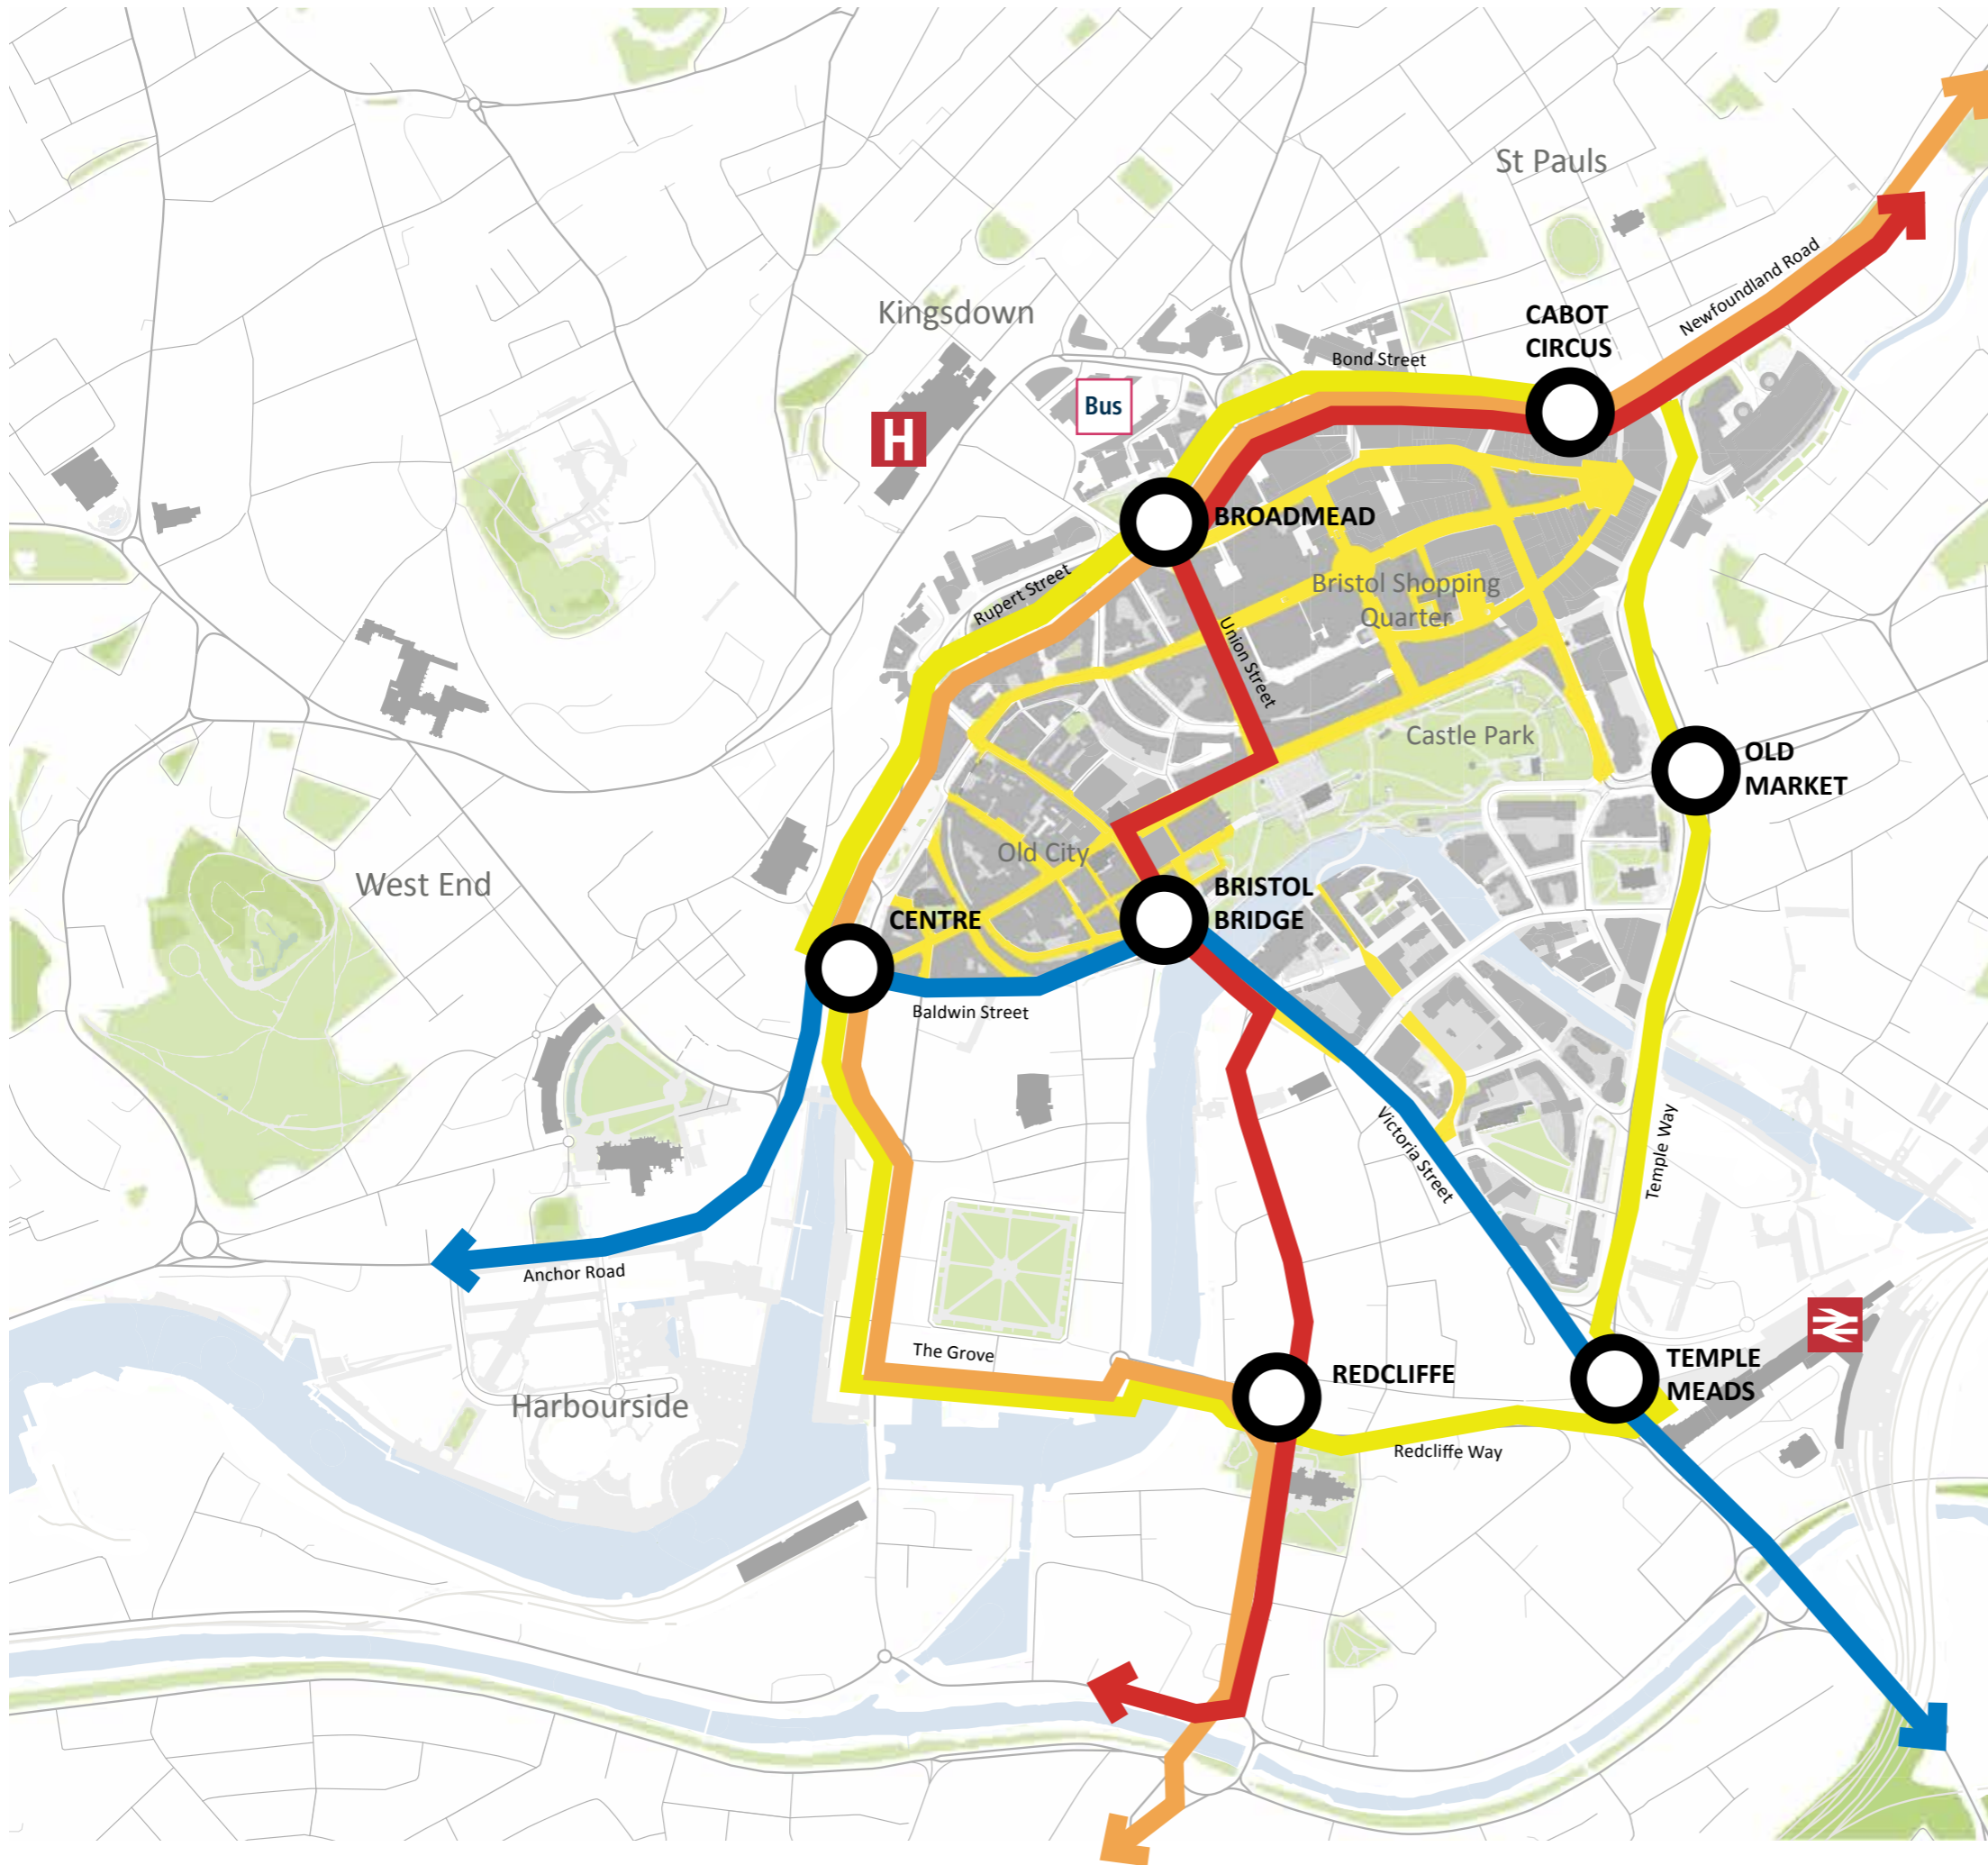 St Pauls
Newfoundland Road
Kingsdown
CABOT
CIRCUS
Bond Street
Bus
H
BROADMEAD
Rupert Street
Bristol Shopping
Quarter
Union Street
Castle Park
OLD
MARKET
Old City
West End
BRISTOL
BRIDGE
CENTRE
Baldwin Street
Victoria Street
Temple Way
Anchor Road
The Grove
Harbourside
REDCLIFFE
TEMPLE
MEADS
Redcliffe Way